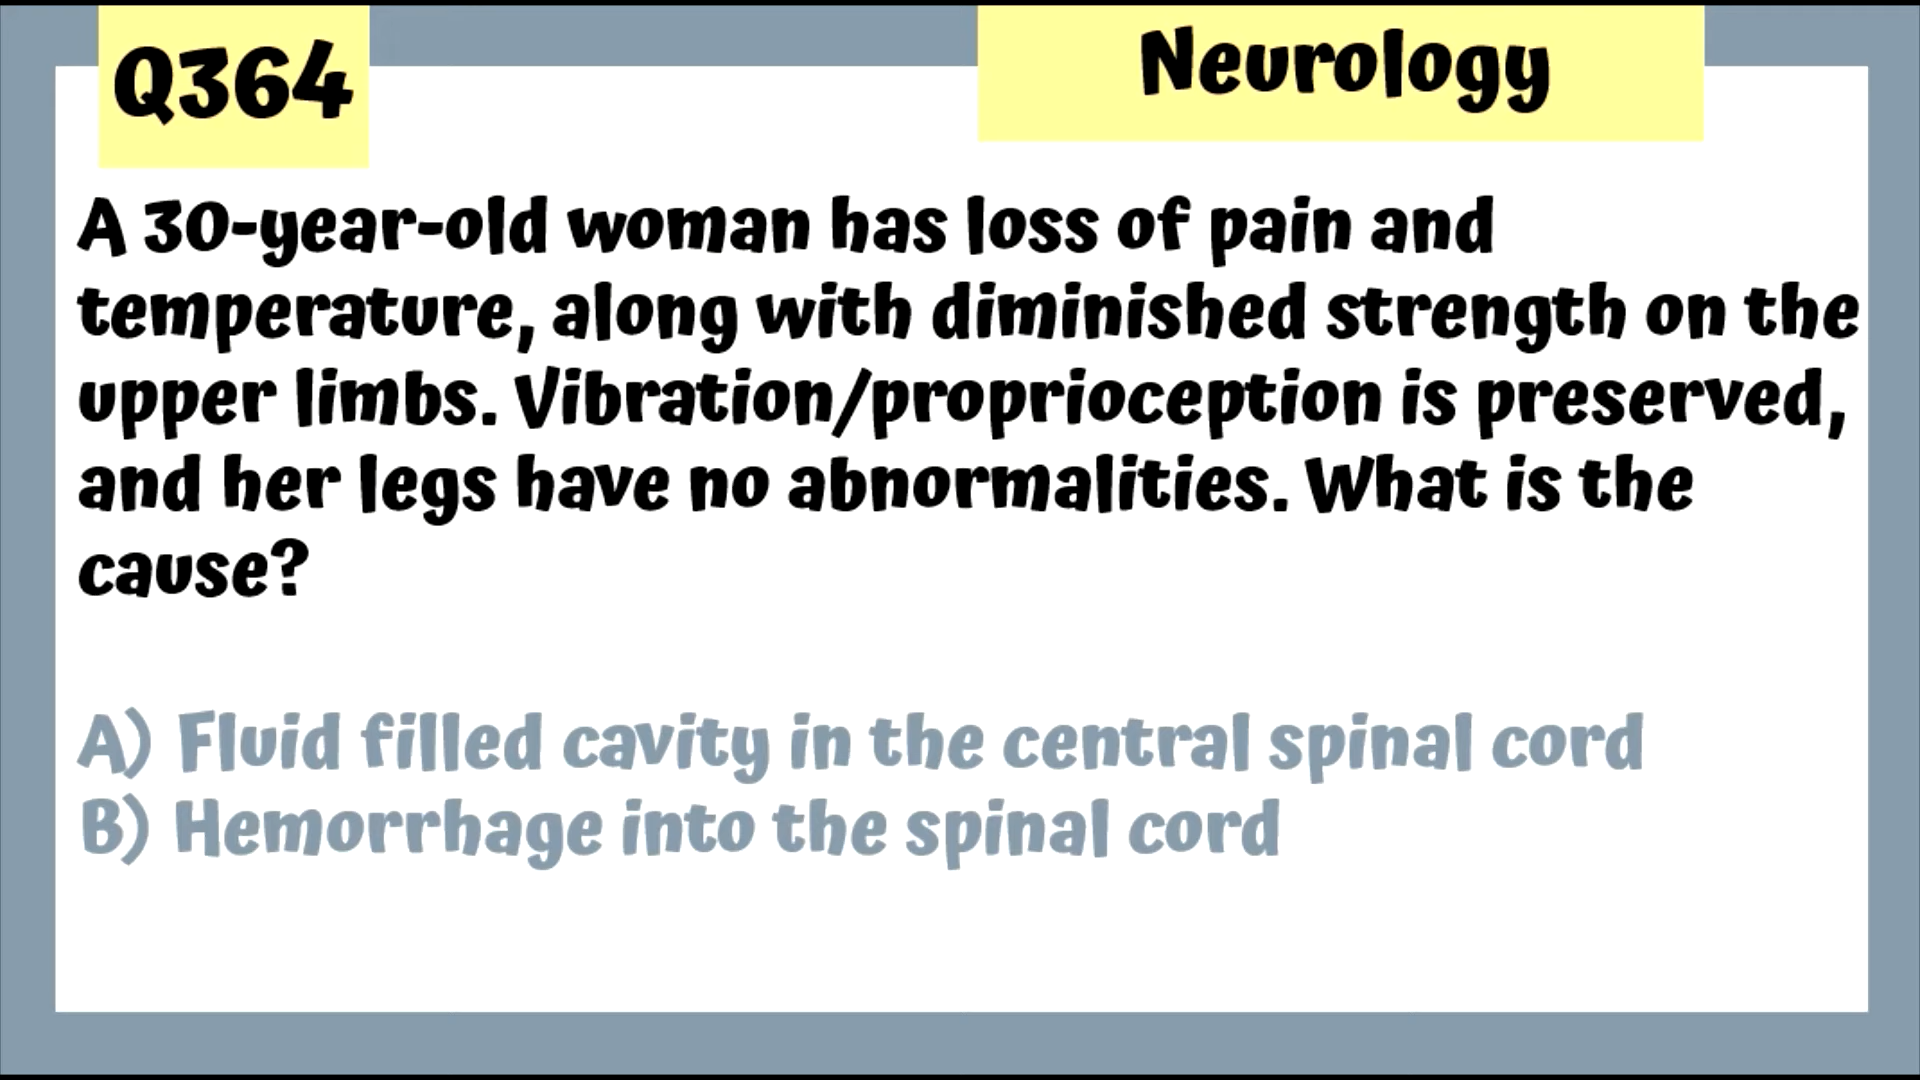 Q364
Neurology
A 30-year-old woman has loss of pain and
temperature, along with diminished strength on the
upper limbs. Vibration/proprioception is preserved,
and her legs have no abnormalities. What is the
cause?
A) Fluid filled cavity in the central spinal cord
B) Hemorrhage into the spinal cord